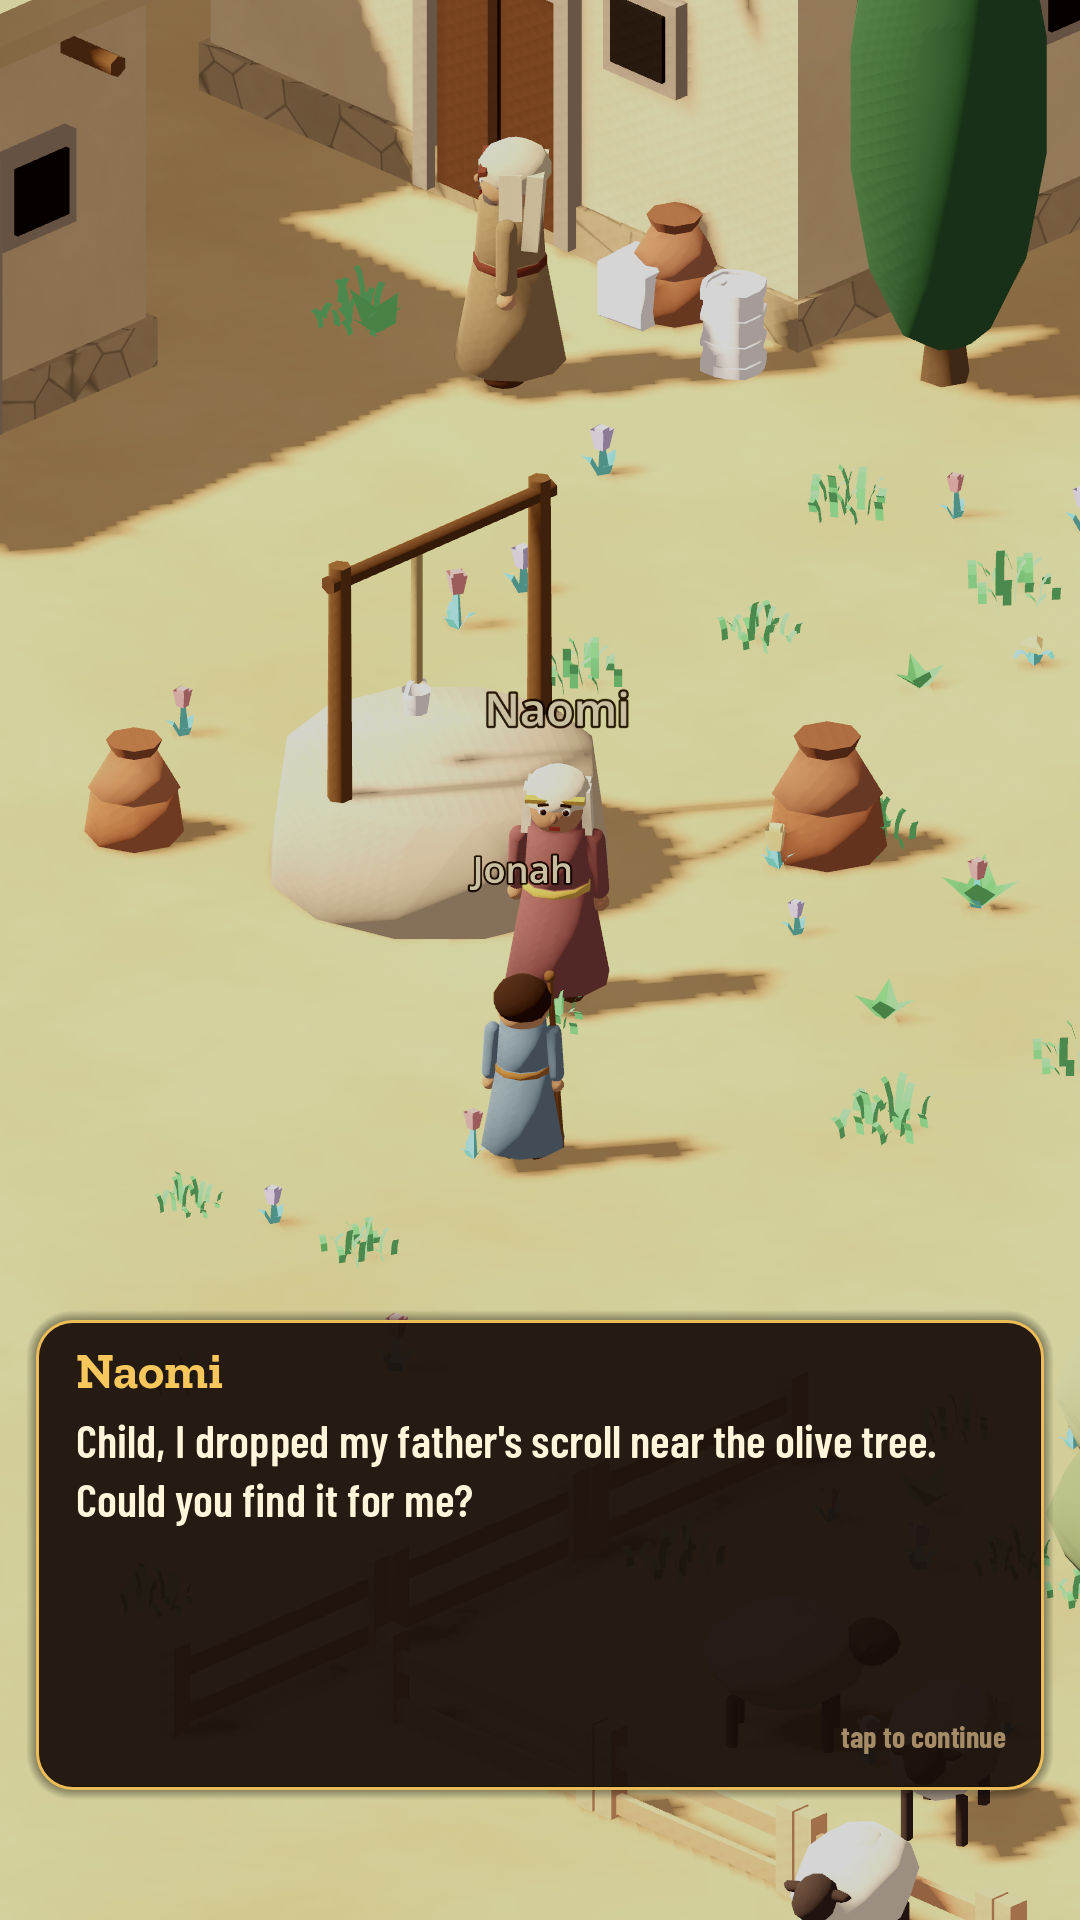 Naomi
Jonah
Naomi
Child, I dropped my father's scroll near the olive tree.
Could you find it for me?
tap to continue